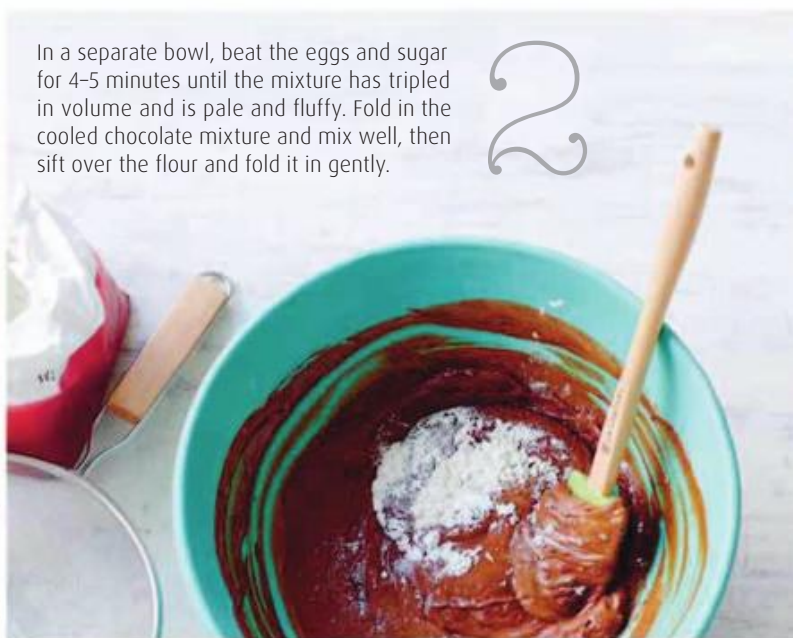 In a separate bowl, beat the eggs and sugar
for 4–5 minutes until the mixture has tripled
in volume and is pale and fluffy. Fold in the
cooled chocolate mixture and mix well, then
sift over the flour and fold it in gently.
2